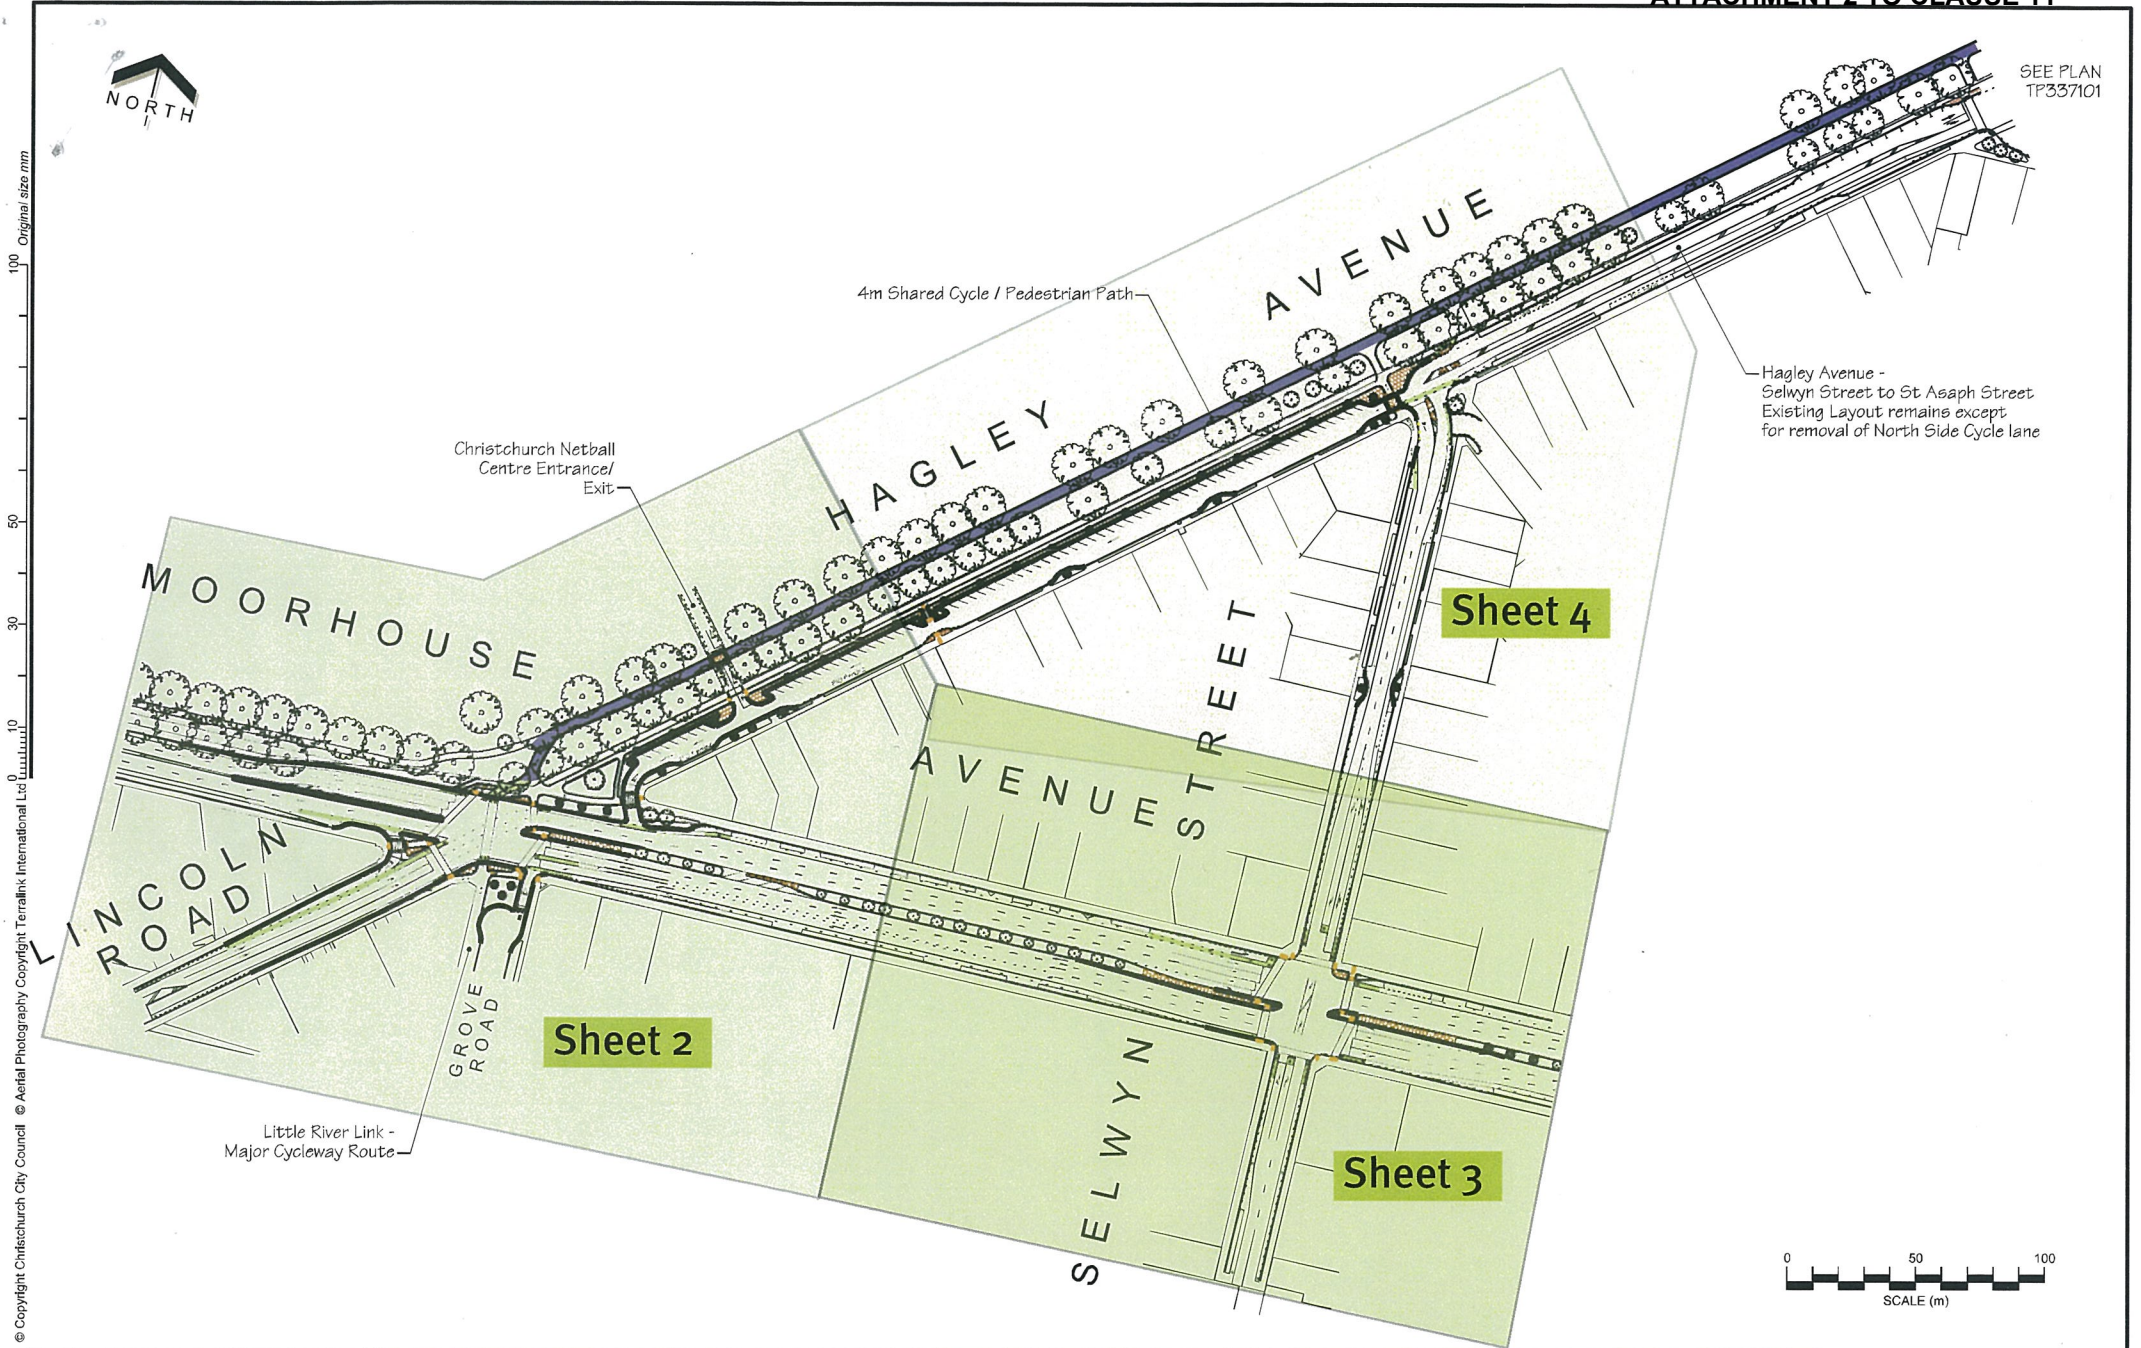 ATTACHMENT 2 TO CLAUSE 11
NORTH
SEE PLAN
TP337101
Original size mm
100
50
30
10
0
4m Shared Cycle / Pedestrian Path
HAGLEY AVENUE
Hagley Avenue -
Selwyn Street to St Asaph Street
Existing Layout remains except
for removal of North Side Cycle lane
Christchurch Netball
Centre Entrance/
Exit
MOORHOUSE AVENUE
Sheet 4
SELWYN STREET
LINCOLN
ROAD
GROVE
ROAD
Sheet 2
Little River Link -
Major Cycleway Route
Sheet 3
0 50 100
SCALE (m)
© Copyright Christchurch City Council © Aerial Photography Copyright Terralink International Ltd